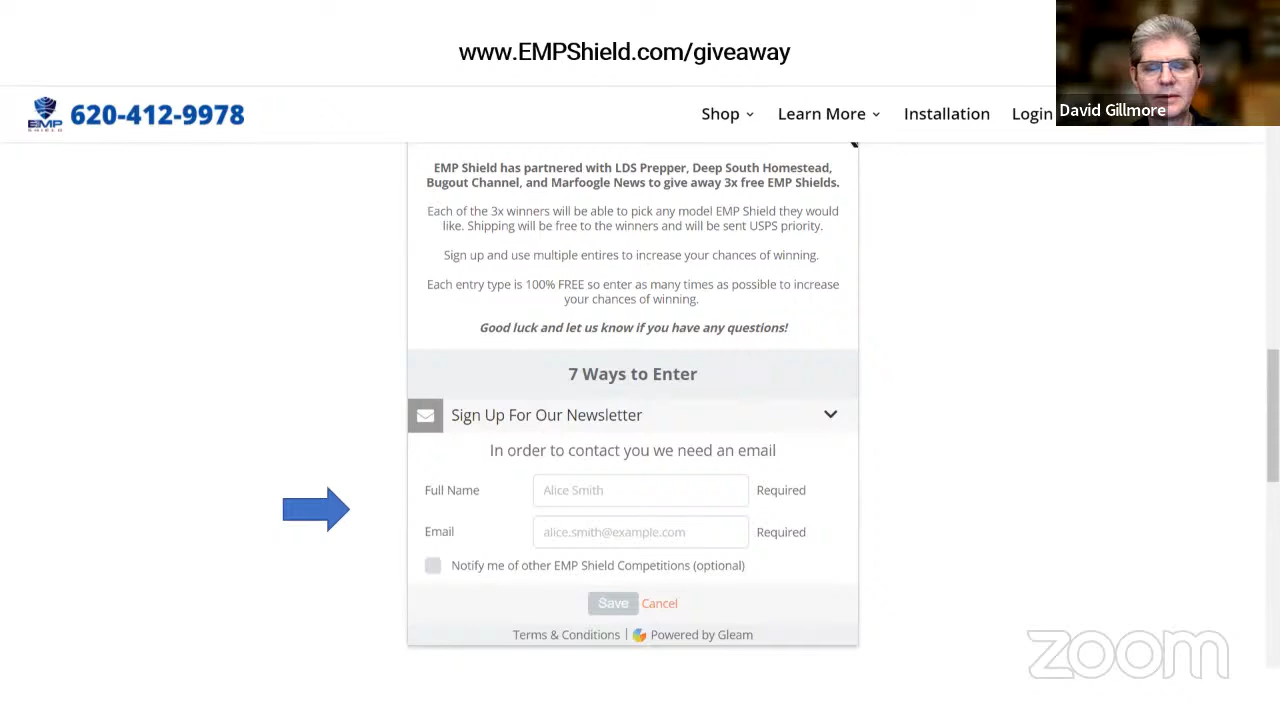 www.EMPShield.com/giveaway
David Gillmore
EMP
SHIELD
620-412-9978
Shop
Learn More
Installation
Login
EMP Shield has partnered with LDS Prepper, Deep South Homestead,
Bugout Channel, and Marfoogle News to give away 3x free EMP Shields.
Each of the 3x winners will be able to pick any model EMP Shield they would
like. Shipping will be free to the winners and will be sent USPS priority.
Sign up and use multiple entires to increase your chances of winning.
Each entry type is 100% FREE so enter as many times as possible to increase
your chances of winning.
Good luck and let us know if you have any questions!
7 Ways to Enter
Sign Up For Our Newsletter
In order to contact you we need an email
Full Name
Alice Smith
Required
Email
alice.smith@example.com
Required
Notify me of other EMP Shield Competitions (optional)
Save Cancel
Terms & Conditions | Powered by Gleam
zoom